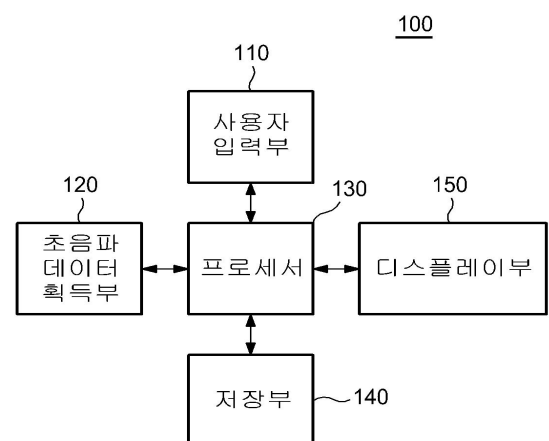 100
110
사용자
입력부
120
초음파
데이터
획득부
130
프로세서
150
디스플레이부
저장부
140